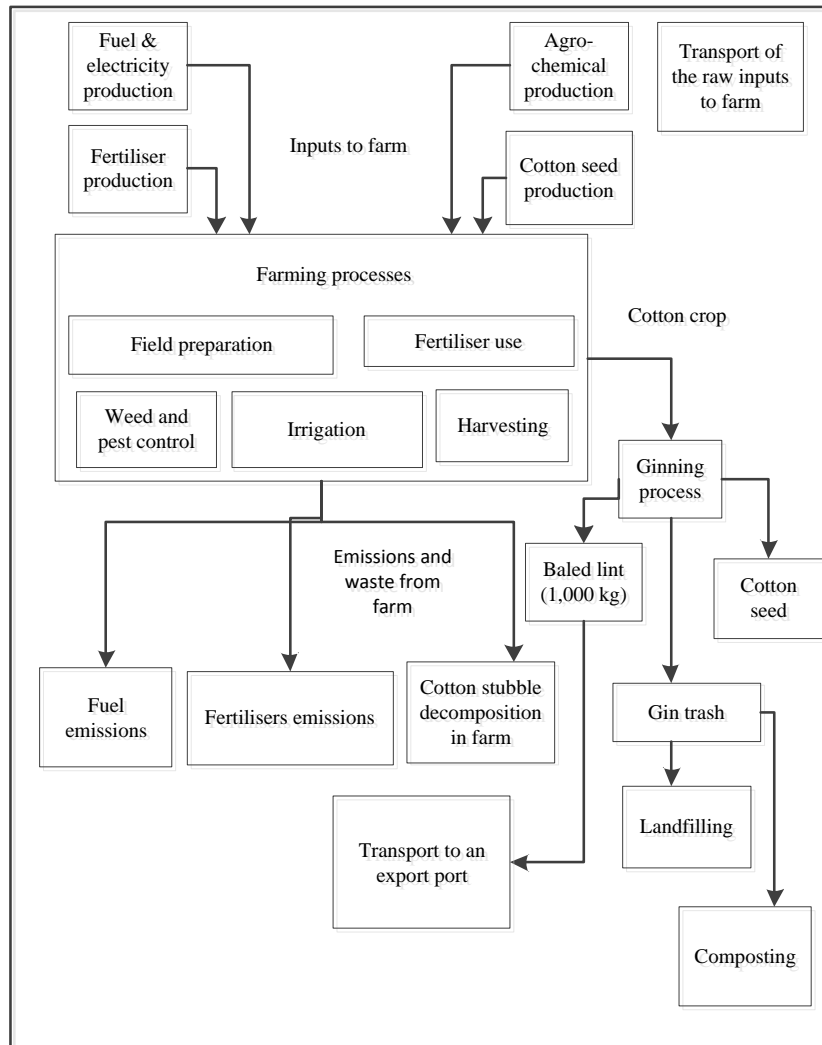 Fuel &
electricity
production
Agro-
chemical
production
Transport of
the raw inputs
to farm
Inputs to farm
Fertiliser
production
Cotton seed
production
Farming processes
Cotton crop
Field preparation
Fertiliser use
Weed and
pest control
Irrigation
Harvesting
Ginning
process
Emissions and
waste from
farm
Baled lint
(1,000 kg)
Cotton
seed
Fuel
emissions
Fertilisers emissions
Cotton stubble
decomposition
in farm
Gin trash
Landfilling
Transport to an
export port
Composting